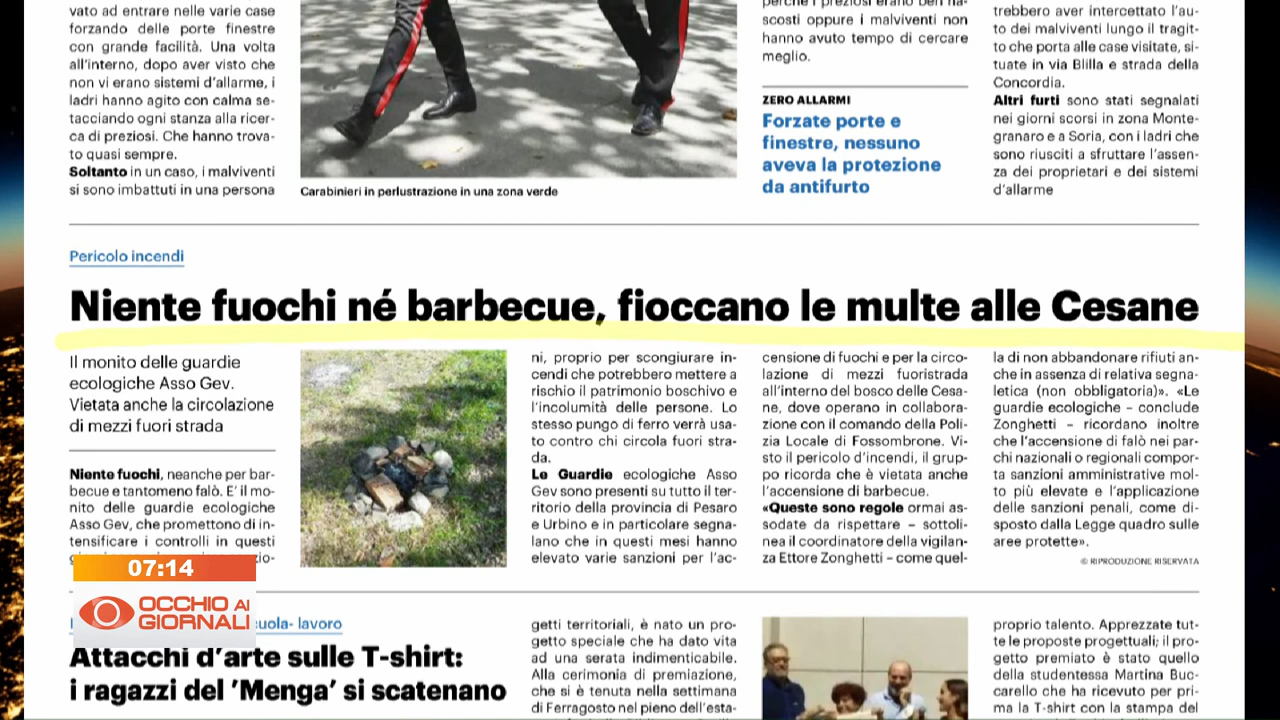 vato ad entrare nelle varie case
forzando delle porte finestre
con grande facilità. Una volta
all'interno, dopo aver visto che
non vi erano sistemi d'allarme, i
ladri hanno agito con calma se-
tacciando ogni stanza alla ricer-
ca di preziosi. Che hanno trova-
to quasi sempre.
Soltanto in un caso, i malviventi
si sono imbattuti in una persona
Carabinieri in perlustrazione in una zona verde
perché i preziosi erano ben na-
scosti oppure i malviventi non
hanno avuto tempo di cercare
meglio.
ZERO ALLARMI
Forzate porte e
finestre, nessuno
aveva la protezione
da antifurto
trebbero aver intercettato l'au-
to dei malviventi lungo il tragit-
to che porta alle case visitate, si-
tuate in via Blilla e strada della
Concordia.
Altri furti sono stati segnalati
nei giorni scorsi in zona Monte-
granaro e a Soria, con i ladri che
sono riusciti a sfruttare l'assen-
za dei proprietari e dei sistemi
d'allarme
Pericolo incendi
Niente fuochi né barbecue, fioccano le multe alle Cesane
Il monito delle guardie
ecologiche Asso Gev.
Vietata anche la circolazione
di mezzi fuori strada
Niente fuochi, neanche per bar-
becue e tantomeno falò. E' il mo-
nito delle guardie ecologiche
Asso Gev, che promettono di in-
tensificare i controlli in questi
ni, proprio per scongiurare in-
cendi che potrebbero mettere a
rischio il patrimonio boschivo e
l'incolumità delle persone. Lo
stesso pungo di ferro verrà usa-
to contro chi circola fuori stra-
da.
Le Guardie ecologiche Asso
Gev sono presenti su tutto il ter-
ritorio della provincia di Pesaro
e Urbino e in particolare segna-
lano che in questi mesi hanno
elevato varie sanzioni per l'ac-
censione di fuochi e per la circo-
lazione di mezzi fuoristrada
all'interno del bosco delle Cesa-
ne, dove operano in collabora-
zione con il comando della Poli-
zia Locale di Fossombrone. Vi-
sto il pericolo d'incendi, il grup-
po ricorda che è vietata anche
l'accensione di barbecue.
«Queste sono regole ormai as-
sodate da rispettare – sottoli-
nea il coordinatore della vigilan-
za Ettore Zonghetti – come quel-
la di non abbandonare rifiuti an-
che in assenza di relativa segna-
letica (non obbligatoria)». «Le
guardie ecologiche – conclude
Zonghetti – ricordano inoltre
che l'accensione di falò nei par-
chi nazionali o regionali compor-
ta sanzioni amministrative mol-
to più elevate e l'applicazione
delle sanzioni penali, come di-
sposto dalla Legge quadro sulle
aree protette».
© RIPRODUZIONE RISERVATA
07:14
OCCHIO AI
GIORNALI
cuola- lavoro
Attacchi d'arte sulle T-shirt:
i ragazzi del 'Menga' si scatenano
getti territoriali, è nato un pro-
getto speciale che ha dato vita
ad una serata indimenticabile.
Alla cerimonia di premiazione,
che si è tenuta nella settimana
di Ferragosto nel pieno dell'esta-
proprio talento. Apprezzate tut-
te le proposte progettuali; il pro-
getto premiato è stato quello
della studentessa Martina Buc-
carello che ha ricevuto per pri-
ma la T-shirt con la stampa del